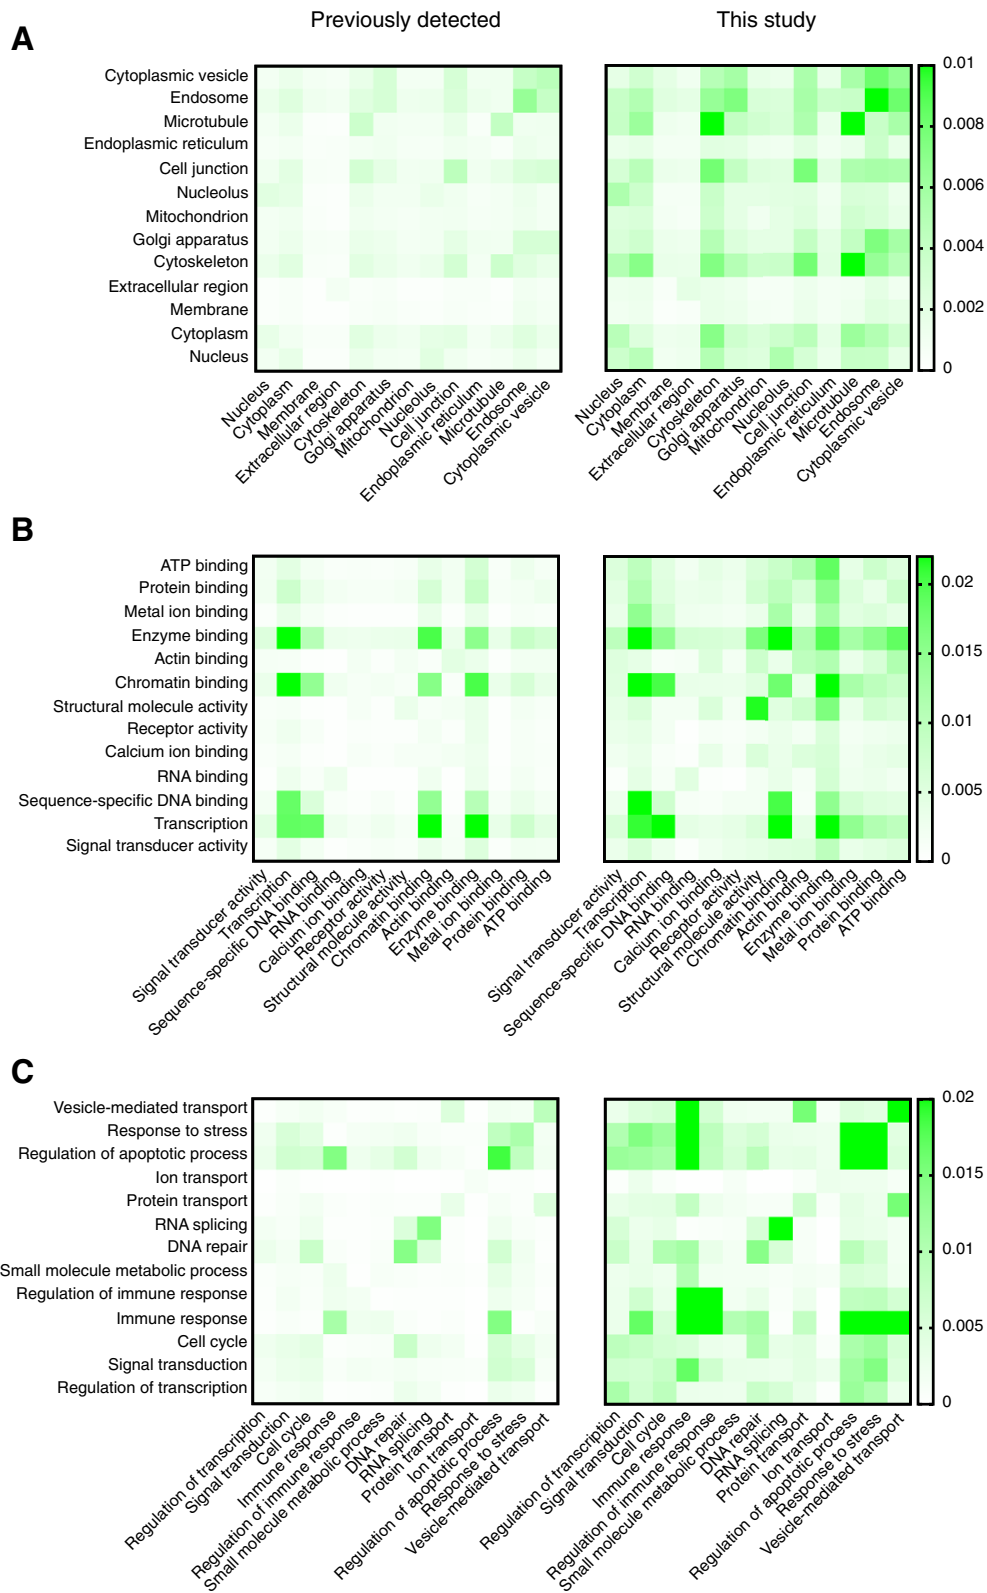 Previously detected
This study
A
Cytoplasmic vesicle
Endosome
Microtubule
Endoplasmic reticulum
Cell junction
Nucleolus
Mitochondrion
Golgi apparatus
Cytoskeleton
Extracellular region
Membrane
Cytoplasm
Nucleus
Nucleus
Cytoplasm
Membrane
Extracellular region
Cytoskeleton
Golgi apparatus
Mitochondrion
Nucleolus
Cell junction
Endoplasmic reticulum
Microtubule
Endosome
Cytoplasmic vesicle
Nucleus
Cytoplasm
Membrane
Extracellular region
Cytoskeleton
Golgi apparatus
Mitochondrion
Nucleolus
Cell junction
Endoplasmic reticulum
Microtubule
Endosome
Cytoplasmic vesicle
0.01
0.008
0.006
0.004
0.002
0
B
ATP binding
Protein binding
Metal ion binding
Enzyme binding
Actin binding
Chromatin binding
Structural molecule activity
Receptor activity
Calcium ion binding
RNA binding
Sequence-specific DNA binding
Transcription
Signal transducer activity
Signal transducer activity
Transcription
Sequence-specific DNA binding
RNA binding
Calcium ion binding
Receptor activity
Structural molecule activity
Chromatin binding
Actin binding
Enzyme binding
Metal ion binding
Protein binding
ATP binding
Signal transducer activity
Transcription
Sequence-specific DNA binding
RNA binding
Calcium ion binding
Receptor activity
Structural molecule activity
Chromatin binding
Actin binding
Enzyme binding
Metal ion binding
Protein binding
ATP binding
0.02
0.015
0.01
0.005
0
C
Vesicle-mediated transport
Response to stress
Regulation of apoptotic process
Ion transport
Protein transport
RNA splicing
DNA repair
Small molecule metabolic process
Regulation of immune response
Immune response
Cell cycle
Signal transduction
Regulation of transcription
Regulation of transcription
Signal transduction
Cell cycle
Immune response
Regulation of immune response
Small molecule metabolic process
DNA repair
RNA splicing
Protein transport
Ion transport
Regulation of apoptotic process
Response to stress
Vesicle-mediated transport
Regulation of transcription
Signal transduction
Cell cycle
Immune response
Regulation of immune response
Small molecule metabolic process
DNA repair
RNA splicing
Protein transport
Ion transport
Regulation of apoptotic process
Response to stress
Vesicle-mediated transport
0.02
0.015
0.01
0.005
0